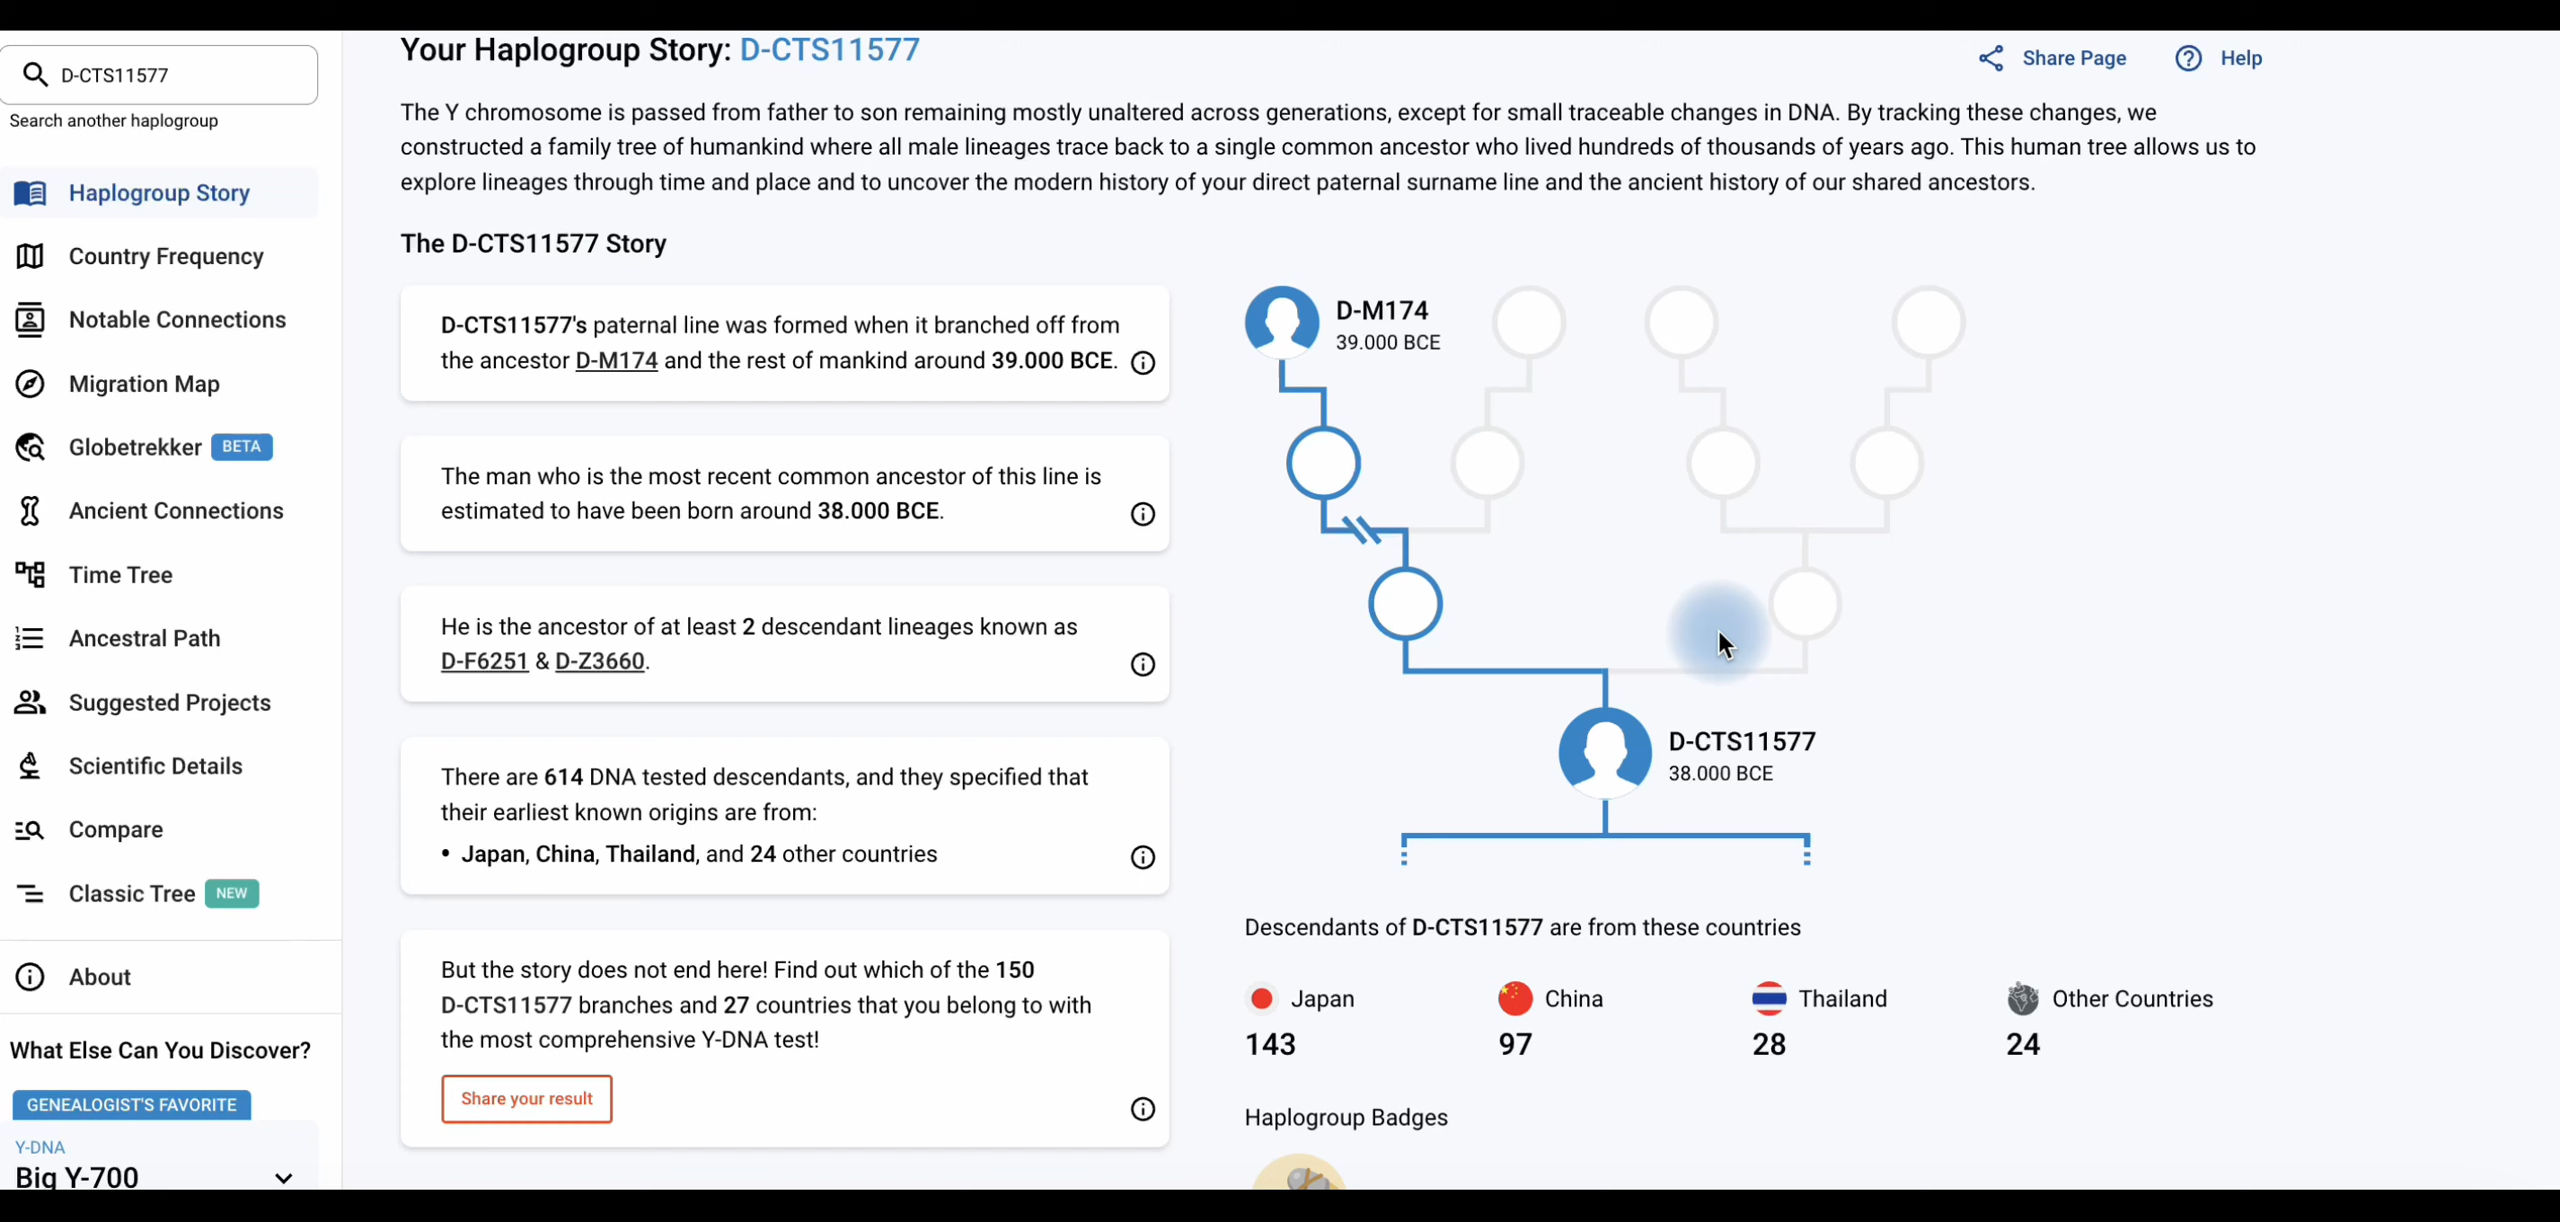 D-CTS11577
Search another haplogroup
Haplogroup Story
Country Frequency
Notable Connections
Migration Map
Globetrekker BETA
Ancient Connections
Time Tree
Ancestral Path
Suggested Projects
Scientific Details
Compare
Classic Tree NEW
About
What Else Can You Discover?
GENEALOGIST'S FAVORITE
Y-DNA
Big Y-700
Your Haplogroup Story: D-CTS11577
Share Page
Help
The Y chromosome is passed from father to son remaining mostly unaltered across generations, except for small traceable changes in DNA. By tracking these changes, we
constructed a family tree of humankind where all male lineages trace back to a single common ancestor who lived hundreds of thousands of years ago. This human tree allows us to
explore lineages through time and place and to uncover the modern history of your direct paternal surname line and the ancient history of our shared ancestors.
The D-CTS11577 Story
D-CTS11577's paternal line was formed when it branched off from
the ancestor D-M174 and the rest of mankind around 39.000 BCE.
The man who is the most recent common ancestor of this line is
estimated to have been born around 38.000 BCE.
He is the ancestor of at least 2 descendant lineages known as
D-F6251 & D-Z3660.
There are 614 DNA tested descendants, and they specified that
their earliest known origins are from:
• Japan, China, Thailand, and 24 other countries
But the story does not end here! Find out which of the 150
D-CTS11577 branches and 27 countries that you belong to with
the most comprehensive Y-DNA test!
Share your result
D-M174
39.000 BCE
D-CTS11577
38.000 BCE
Descendants of D-CTS11577 are from these countries
Japan
143
China
97
Thailand
28
Other Countries
24
Haplogroup Badges